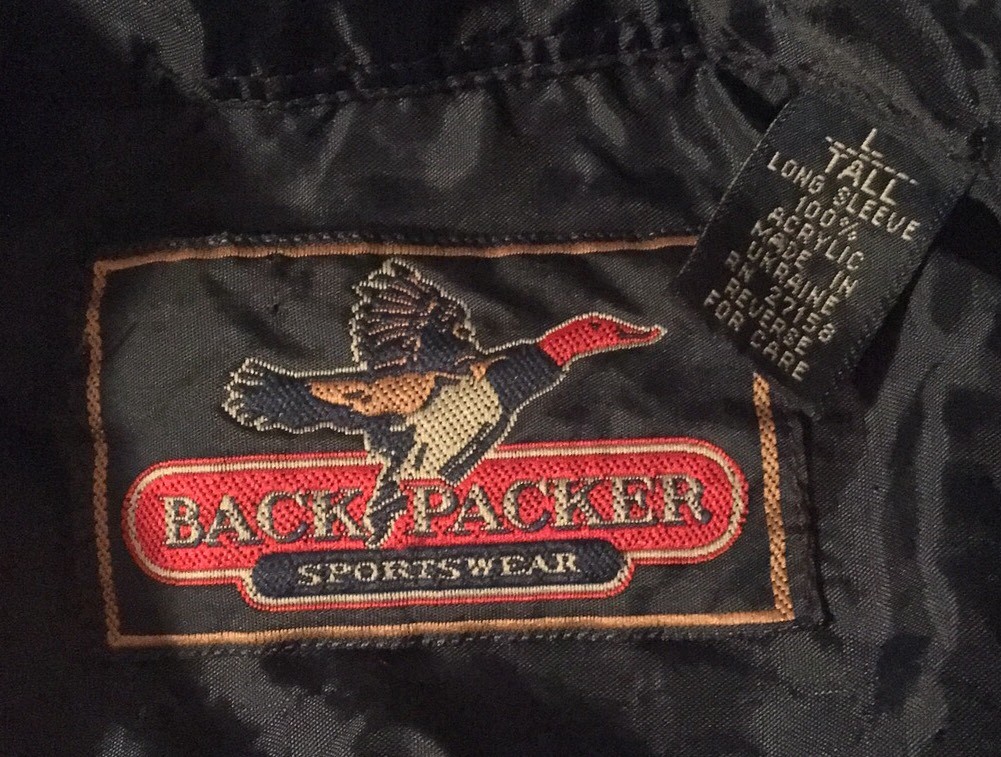 BACK PACKER
SPORTSWEAR
L
TALL
LONG SLEEVE
100%
ACRYLIC
MADE IN
UKRAINE
RN 27158
REVERSE
FOR CARE